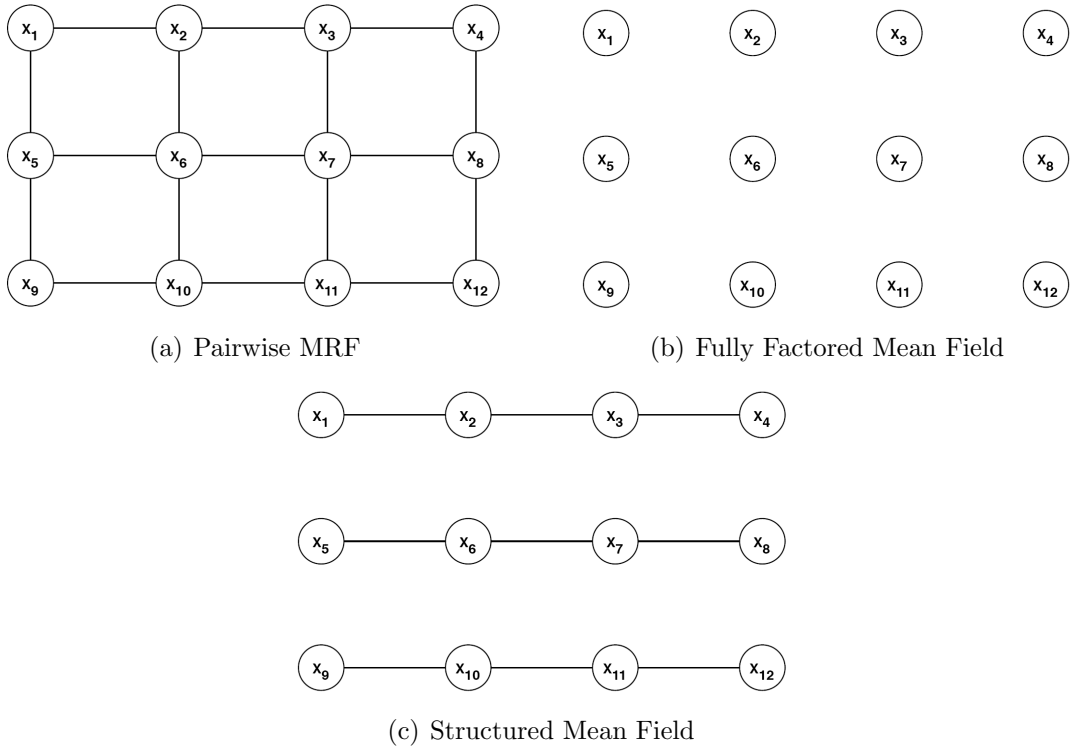 x₁ x₂ x₃ x₄ x₁ x₂ x₃ x₄
x₅ x₆ x₇ x₈ x₅ x₆ x₇ x₈
x₉ x₁₀ x₁₁ x₁₂ x₉ x₁₀ x₁₁ x₁₂
(a) Pairwise MRF (b) Fully Factored Mean Field
x₁ x₂ x₃ x₄
x₅ x₆ x₇ x₈
x₉ x₁₀ x₁₁ x₁₂
(c) Structured Mean Field